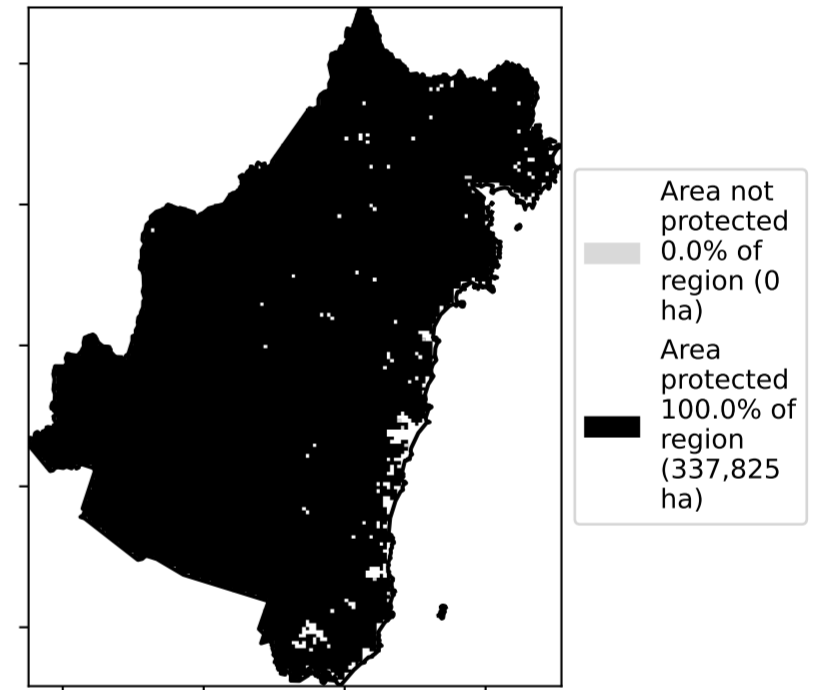 Area not
protected
0.0% of
region (0
ha)
Area
protected
100.0% of
region
(337,825
ha)